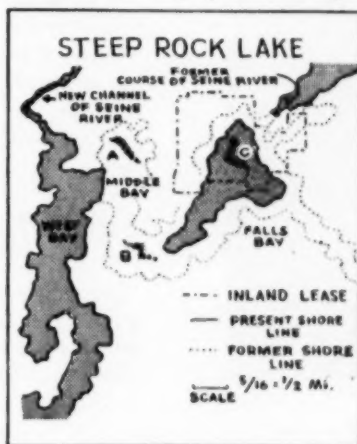 STEEP ROCK LAKE
FORMER
COURSE OF SEINE RIVER
NEW CHANNEL
OF SEINE RIVER
A
C
MIDDLE
BAY
WEST
BAY
B
FALLS
BAY
INLAND LEASE
PRESENT SHORE
LINE
FORMER SHORE
LINE
5/16 = 1/2 MI.
SCALE